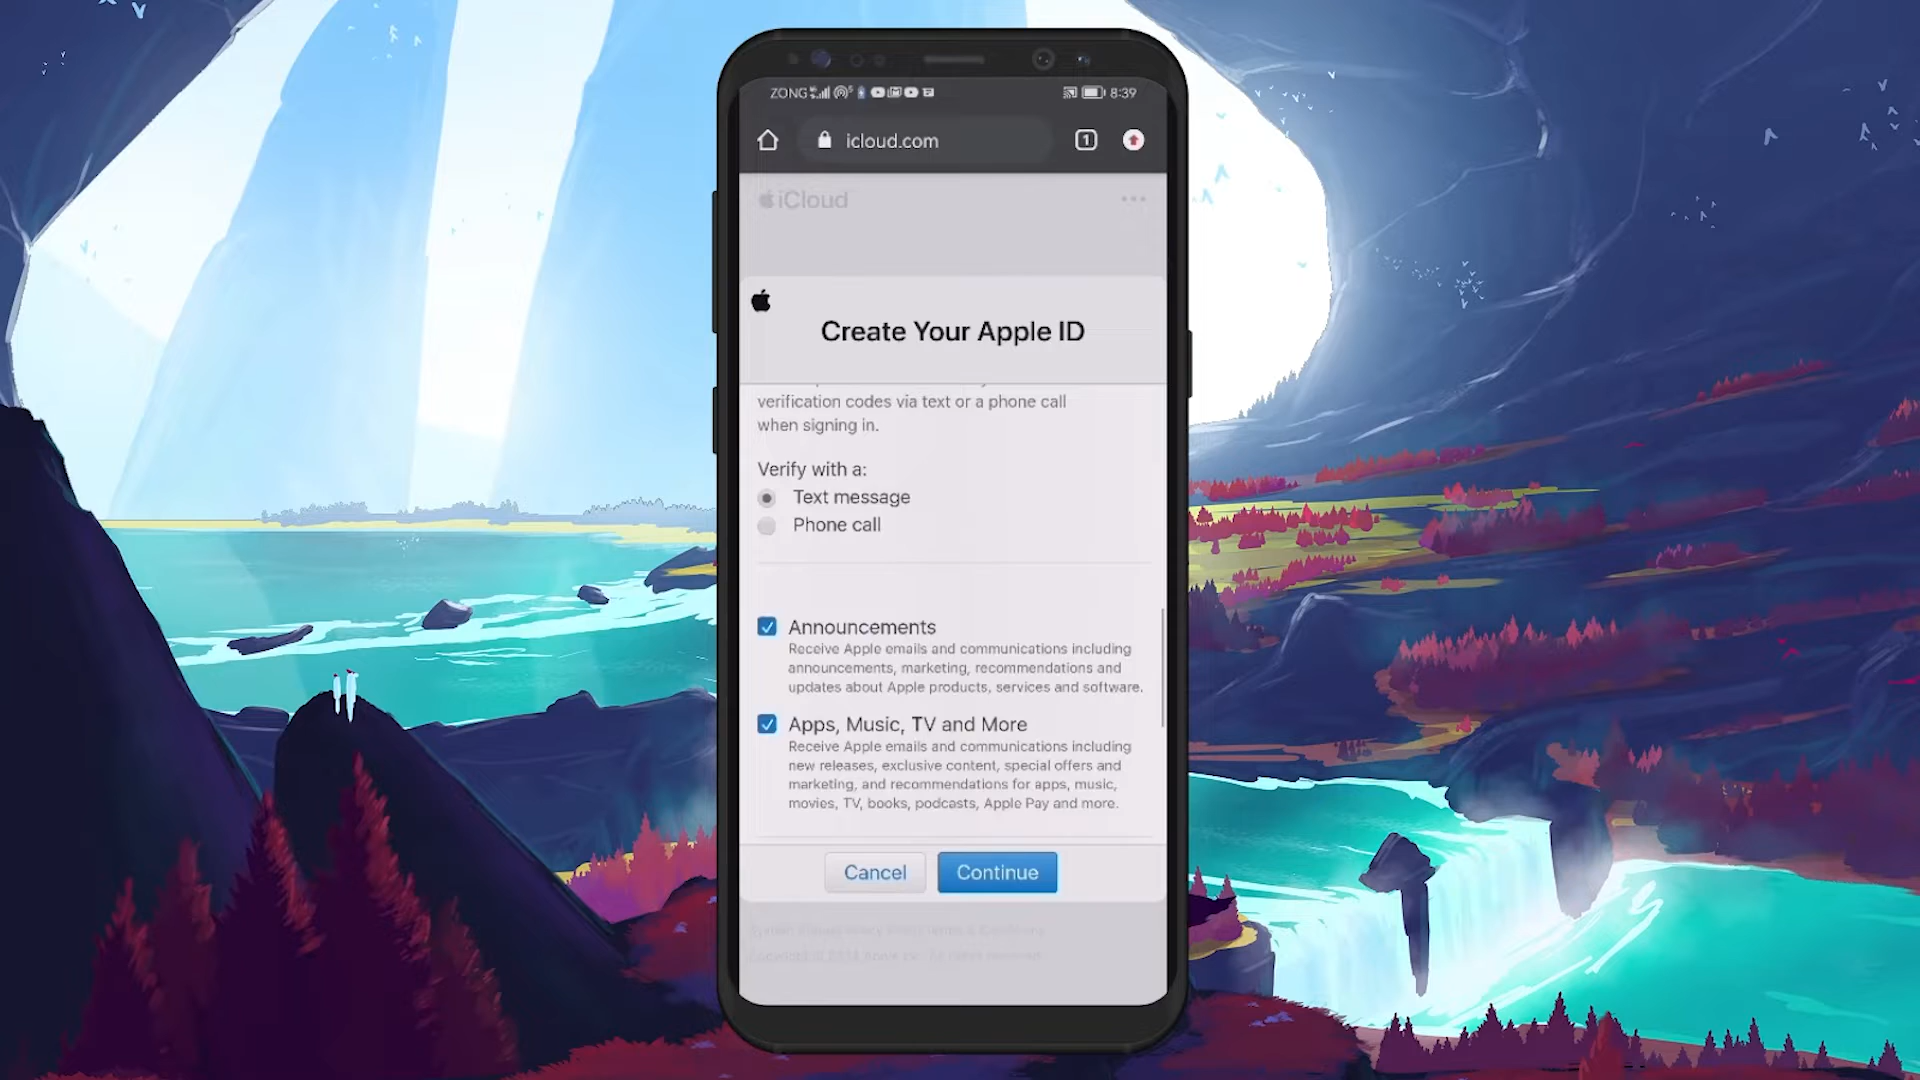 ZONG 8:39
icloud.com 1
iCloud
Create Your Apple ID
verification codes via text or a phone call
when signing in.
Verify with a:
Text message
Phone call
Announcements
Receive Apple emails and communications including
announcements, marketing, recommendations and
updates about Apple products, services and software.
Apps, Music, TV and More
Receive Apple emails and communications including
new releases, exclusive content, special offers and
marketing, and recommendations for apps, music,
movies, TV, books, podcasts, Apple Pay and more.
Cancel Continue